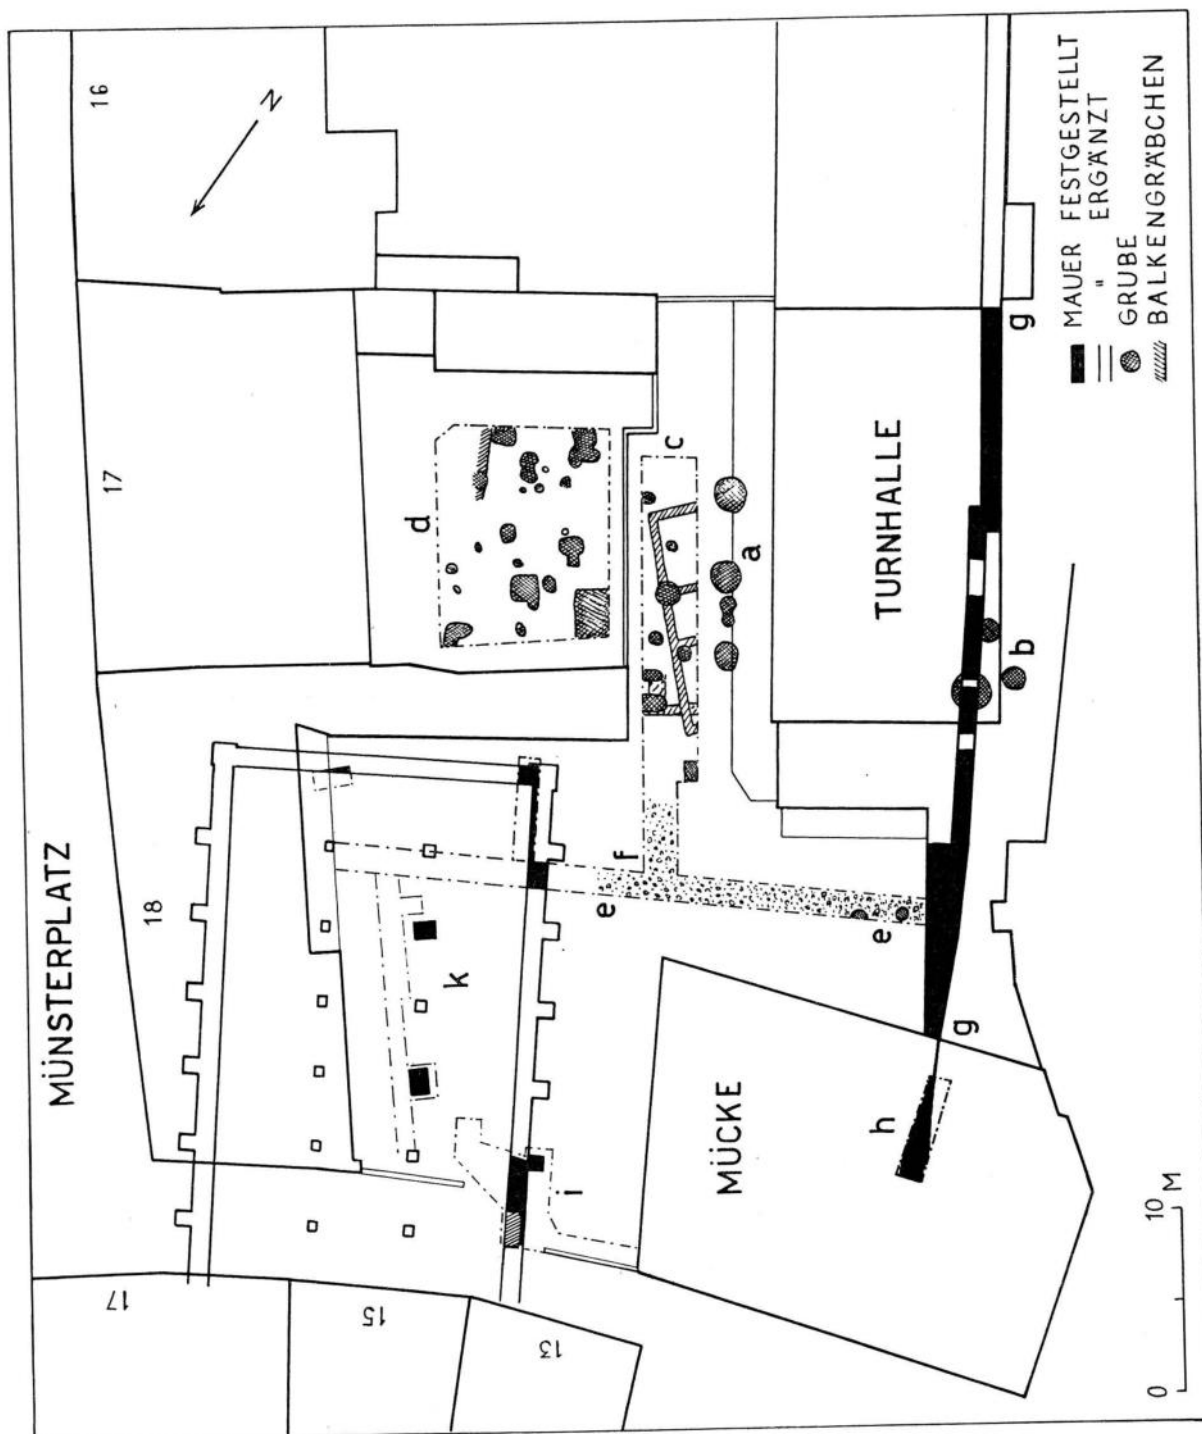 MÜNSTERPLATZ
16
17
18
17
15
13
N
d
c
a
b
TURNHALLE
g
f
e
e
k
i
g
h
MÜCKE
MAUER FESTGESTELLT
" ERGÄNZT
GRUBE
BALKENGRÄBCHEN
0 10 M